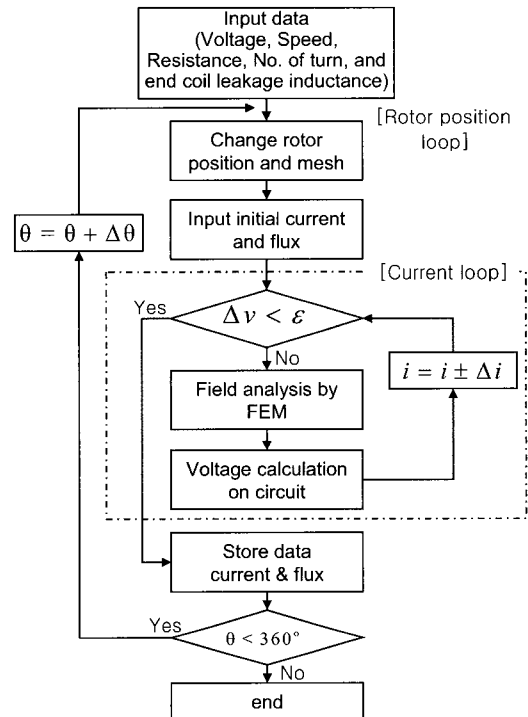 Input data
(Voltage, Speed,
Resistance, No. of turn, and
end coil leakage inductance)
[Rotor position
loop]
Change rotor
position and mesh
θ = θ + Δθ
Input initial current
and flux
[Current loop]
Yes
Δv < ε
No
i = i ± Δi
Field analysis by
FEM
Voltage calculation
on circuit
Store data
current & flux
Yes
θ < 360°
No
end